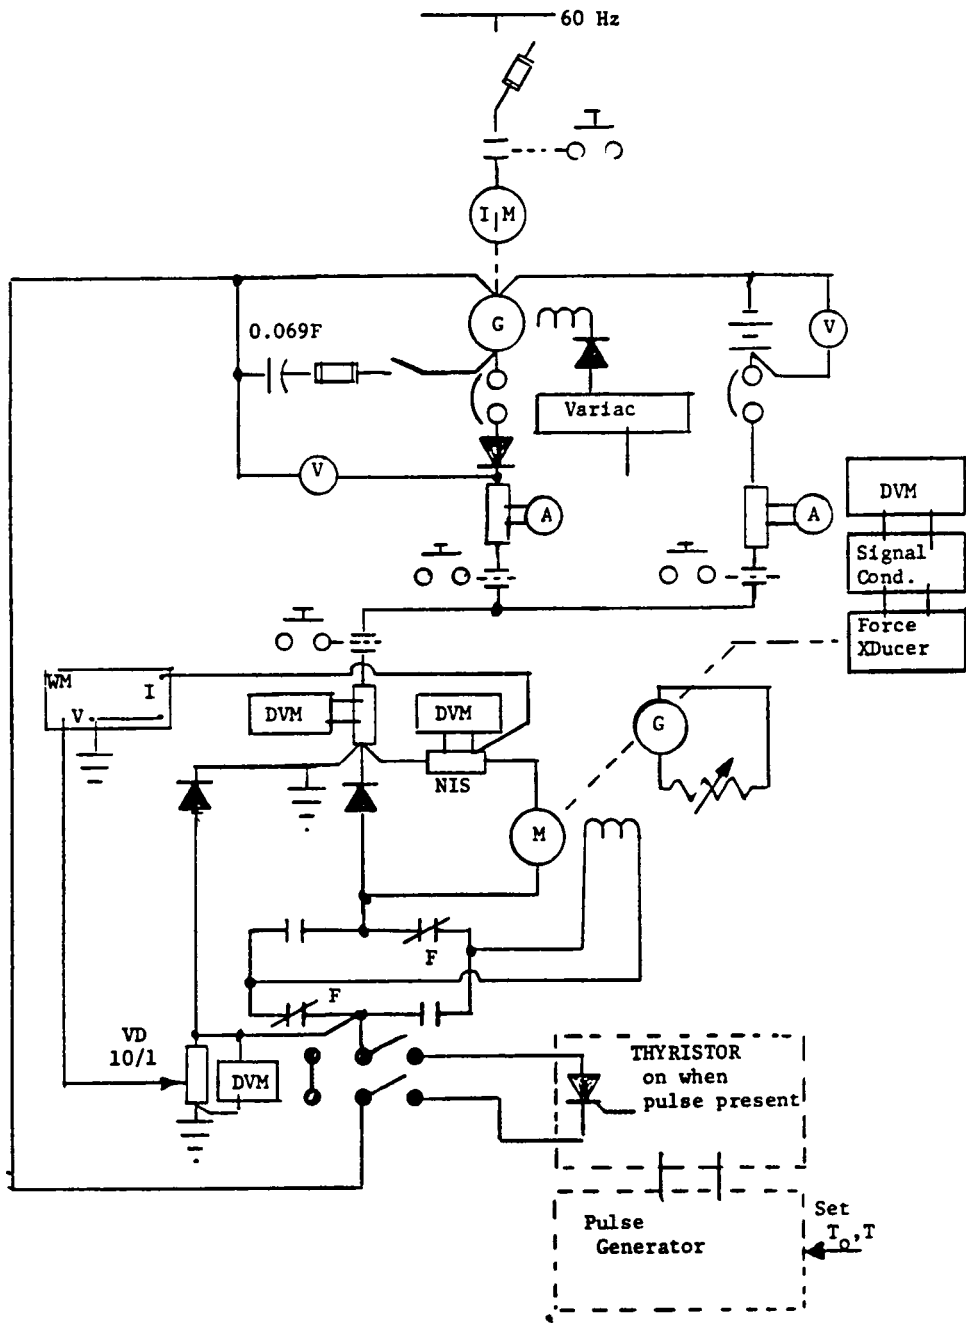 60 Hz
I M
G
0.069F
V
Variac
V
A
A
DVM
Signal
Cond.
Force
XDucer
WM
I
V
DVM
DVM
NIS
G
M
F
F
VD
10/1
DVM
THYRISTOR
on when
pulse present
Pulse
Generator
Set
T₀,T